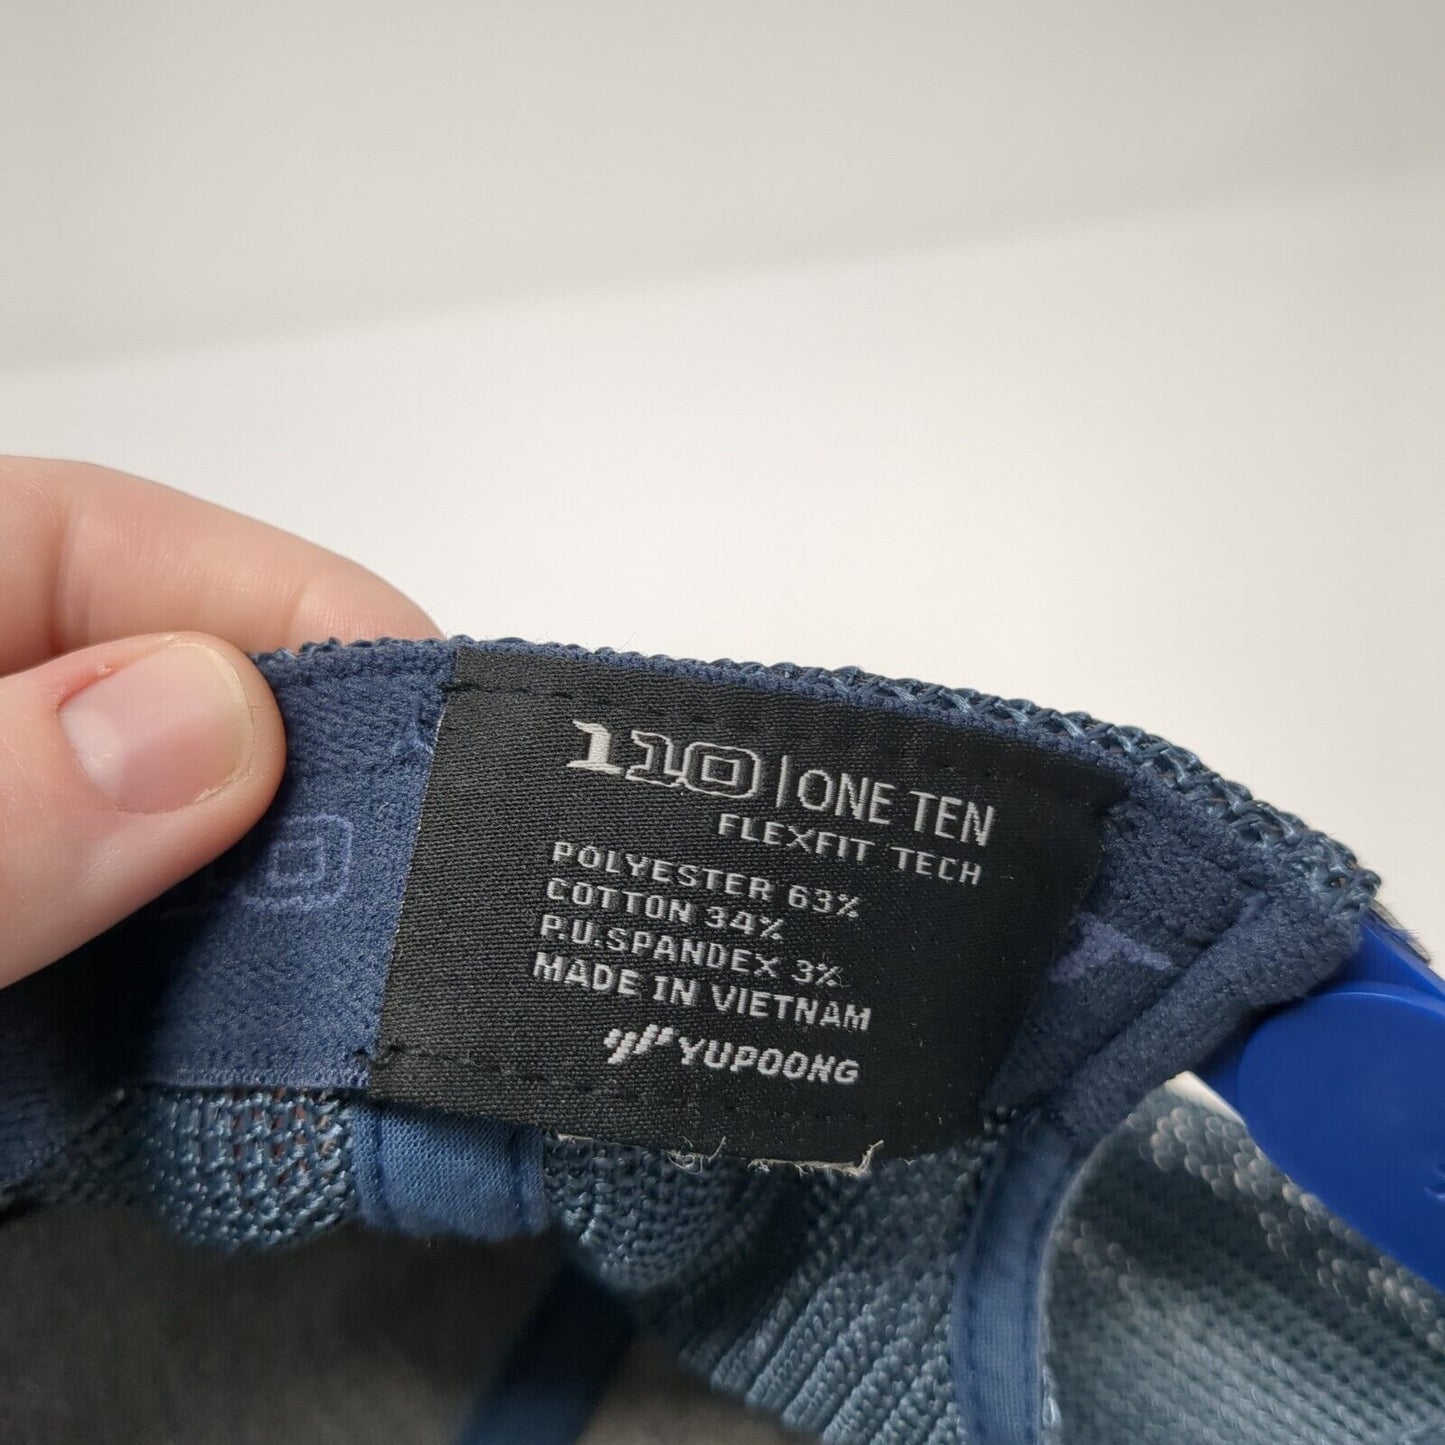 110 | ONE TEN
FLEXFIT TECH
POLYESTER 63%
COTTON 34%
P.U.SPANDEX 3%
MADE IN VIETNAM
YUPOONG